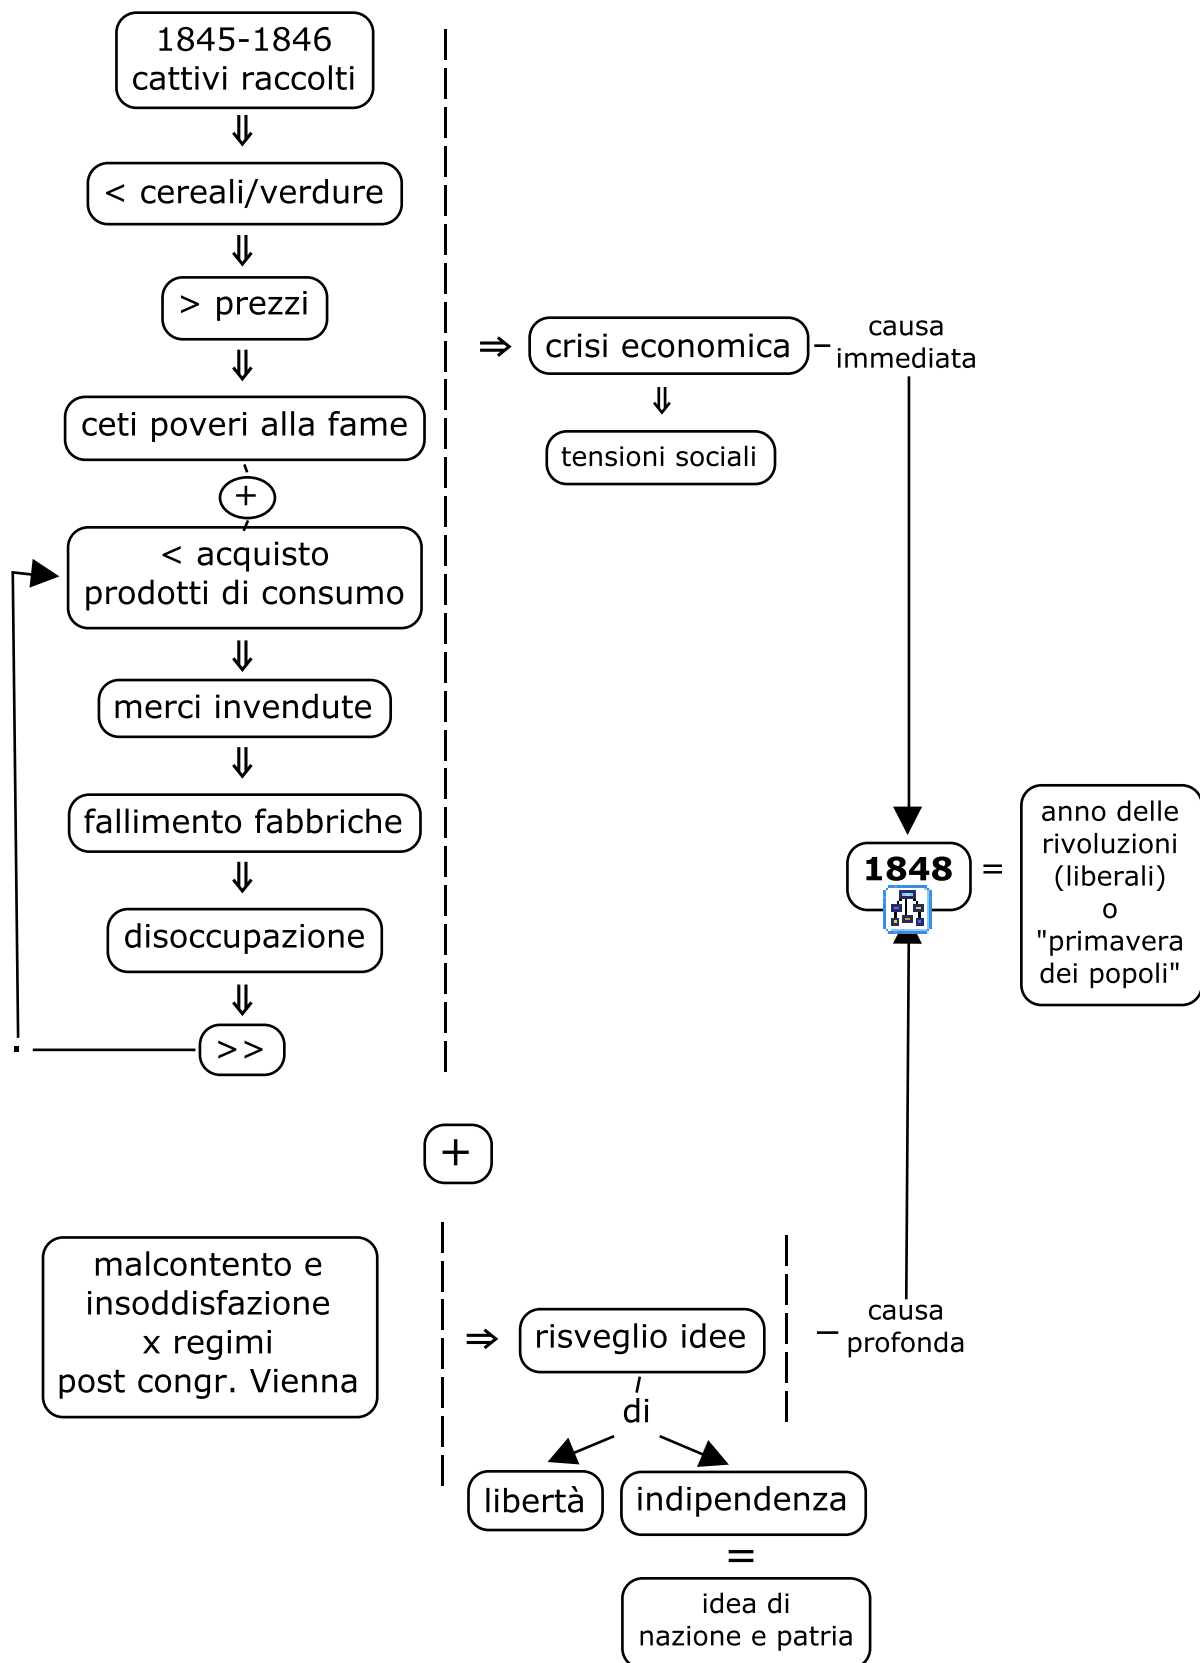 1845-1846
cattivi raccolti
⇓
< cereali/verdure
⇓
> prezzi
⇓
ceti poveri alla fame
+
< acquisto
prodotti di consumo
⇓
merci invendute
⇓
fallimento fabbriche
⇓
disoccupazione
⇓
>>
⇒
crisi economica
⇓
tensioni sociali
causa
immediata
1848
=
anno delle
rivoluzioni
(liberali)
o
"primavera
dei popoli"
+
malcontento e
insoddisfazione
x regimi
post congr. Vienna
⇒
risveglio idee
di
libertà
indipendenza
=
idea di
nazione e patria
causa
profonda